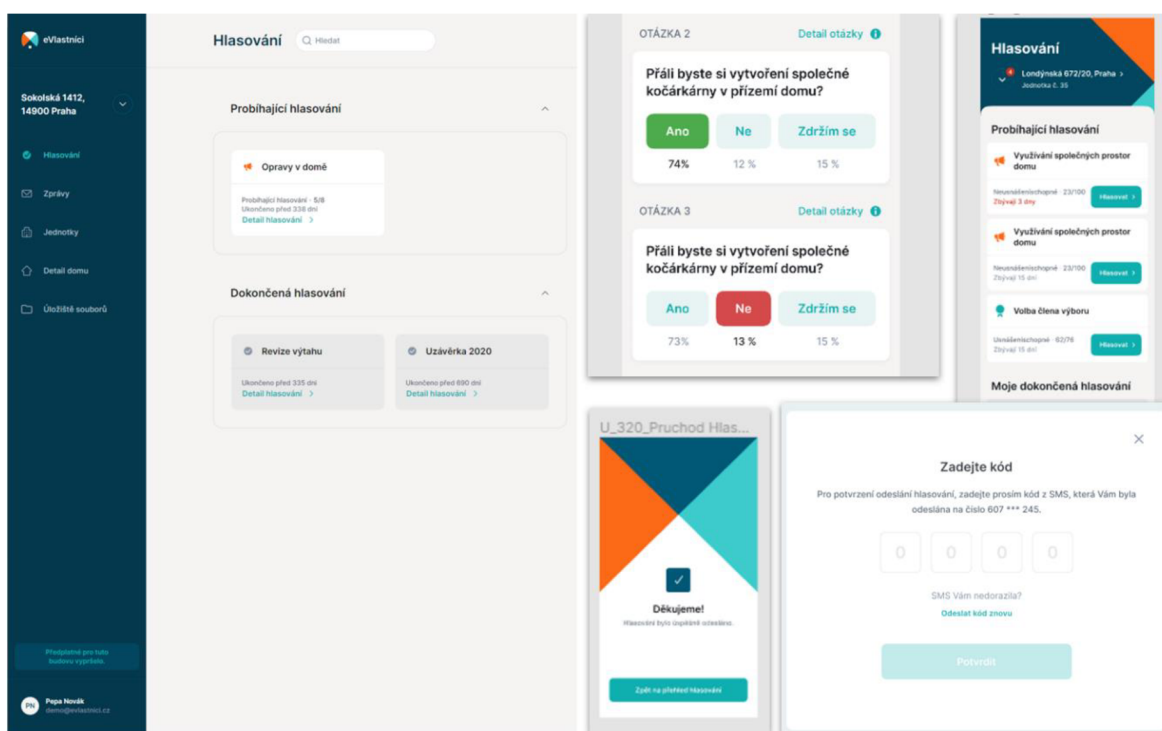 eVlastníci
Sokolská 1412,
14900 Praha
Hlasování
Zprávy
Jednotky
Detail domu
Úložiště souborů
Předplatné pro tuto
budovu vypršelo.
PN
Pepa Novák
demo@evlastnici.cz
Hlasování
Hledat
Probíhající hlasování
Opravy v domě
Probíhající hlasování · 5/8
Ukončeno před 338 dní
Detail hlasování
Dokončená hlasování
Revize výtahu
Ukončeno před 335 dní
Detail hlasování
Uzávěrka 2020
Ukončeno před 690 dní
Detail hlasování
OTÁZKA 2
Detail otázky
Přáli byste si vytvoření společné
kočárkárny v přízemí domu?
Ano
Ne
Zdržím se
74%
12 %
15 %
OTÁZKA 3
Detail otázky
Přáli byste si vytvoření společné
kočárkárny v přízemí domu?
Ano
Ne
Zdržím se
73%
13 %
15 %
Hlasování
Londýnská 672/20, Praha
Jednotka č. 35
Probíhající hlasování
Využívání společných prostor
domu
Neusnášeníschopné · 23/100
Zbývají 3 dny
Hlasovat
Využívání společných prostor
domu
Neusnášeníschopné · 23/100
Zbývají 15 dní
Hlasovat
Volba člena výboru
Usnášeníschopné · 62/76
Zbývají 15 dní
Hlasovat
Moje dokončená hlasování
U_320_Pruchod Hlas...
Děkujeme!
Hlasování bylo úspěšně odesláno.
Zpět na přehled hlasování
Zadejte kód
Pro potvrzení odeslání hlasování, zadejte prosím kód z SMS, která Vám byla
odeslána na číslo 607 *** 245.
0 0 0 0
SMS Vám nedorazila?
Odeslat kód znovu
Potvrdit